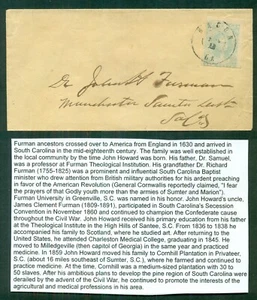 MACON
GA
Dr John H Furman
Manchester Sumter Dist
So Ca
Furman ancestors crossed over to America from England in 1630 and arrived in
South Carolina in the mid-eighteenth century. The family was well established in
the local community by the time John Howard was born. His father, Dr. Samuel,
was a professor at Furman Theological Institution. His grandfather Dr. Richard
Furman (1755-1825) was a prominent and influential South Carolina Baptist
minister who drew attention from British military authorities for his ardent preaching
in favor of the American Revolution (General Cornwallis reportedly claimed, "I fear
the prayers of that Godly youth more than the armies of Sumter and Marion").
Furman University in Greenville, S.C. was named in his honor. John Howard's uncle,
James Clement Furman (1809-1891), participated in South Carolina's Secession
Convention in November 1860 and continued to champion the Confederate cause
throughout the Civil War. John Howard received his primary education from his father
at the Theological Institute in the High Hills of Santee, S.C. From 1836 to 1838 he
accompanied his family to Scotland, where he studied art. After returning to the
United States, he attended Charleston Medical College, graduating in 1845. He
moved to Milledgeville (then capitol of Georgia) in the same year and practiced
medicine. In 1859 John Howard moved his family to Cornhill Plantation in Privateer,
S.C. (about 16 miles southeast of Sumter, S.C.), where he farmed and continued to
practice medicine. At the time, Cornhill was a medium-sized plantation with 30 to
50 slaves. After his ambitious plans to develop the pine region of South Carolina were
derailed by the advent of the Civil War, he continued to promote the interests of the
agricultural and medical professions in his area.